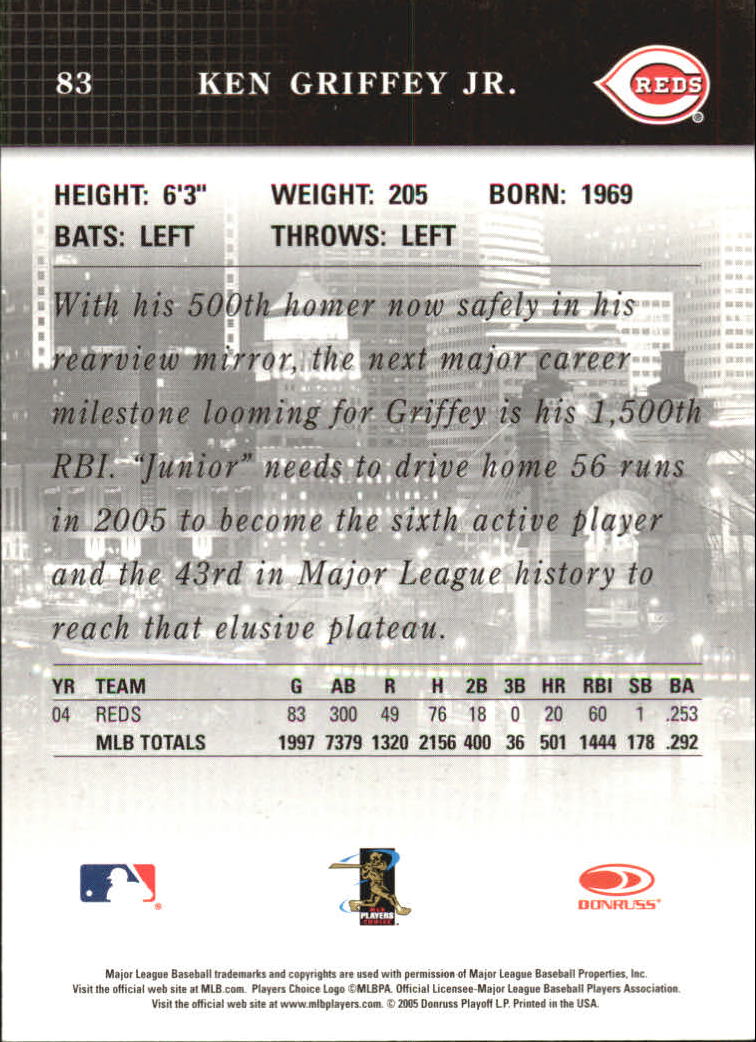 83 KEN GRIFFEY JR. REDS
HEIGHT: 6'3" WEIGHT: 205 BORN: 1969
BATS: LEFT THROWS: LEFT
With his 500th homer now safely in his
rearview mirror, the next major career
milestone looming for Griffey is his 1,500th
RBI. "Junior" needs to drive home 56 runs
in 2005 to become the sixth active player
and the 43rd in Major League history to
reach that elusive plateau.
YR TEAM G AB R H 2B 3B HR RBI SB BA
04 REDS 83 300 49 76 18 0 20 60 1 .253
MLB TOTALS 1997 7379 1320 2156 400 36 501 1444 178 .292
MLB
PLAYERS
CHOICE
DONRUSS
Major League Baseball trademarks and copyrights are used with permission of Major League Baseball Properties, Inc.
Visit the official web site at MLB.com. Players Choice Logo ©MLBPA. Official Licensee-Major League Baseball Players Association.
Visit the official web site at www.mlbplayers.com. © 2005 Donruss Playoff L.P. Printed in the USA.